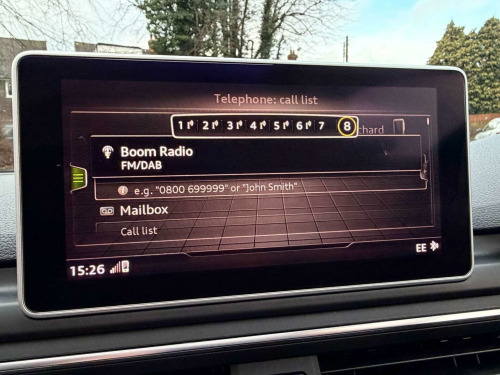 Telephone: call list
1 2 3 4 5 6 7 8
chard
Boom Radio
FM/DAB
e.g. "0800 699999" or "John Smith"
Mailbox
Call list
15:26
EE